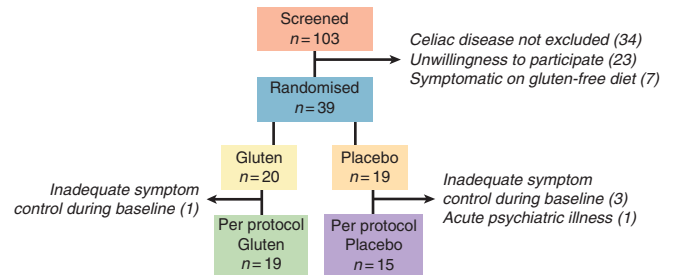 Screened
n=103
Celiac disease not excluded (34)
Unwillingness to participate (23)
Symptomatic on gluten-free diet (7)
Randomised
n=39
Gluten
n=20
Placebo
n=19
Inadequate symptom
control during baseline (1)
Inadequate symptom
control during baseline (3)
Acute psychiatric illness (1)
Per protocol
Gluten
n=19
Per protocol
Placebo
n=15